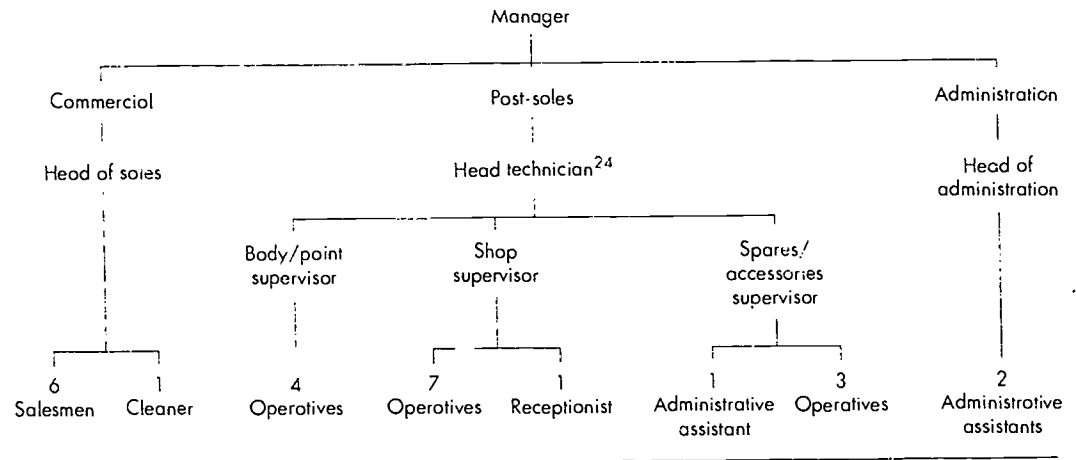 Manager
Commerciol
Post-soles
Administration
Head of soies
Head technician24
Head of
administration
Body/point
supervisor
Shop
supervisor
Spares/
accessories
supervisor
6
Salesmen
1
Cleaner
4
Operotives
7
Operotives
1
Receptionist
1
Administrative
assistant
3
Operatives
2
Administrotive
assistants